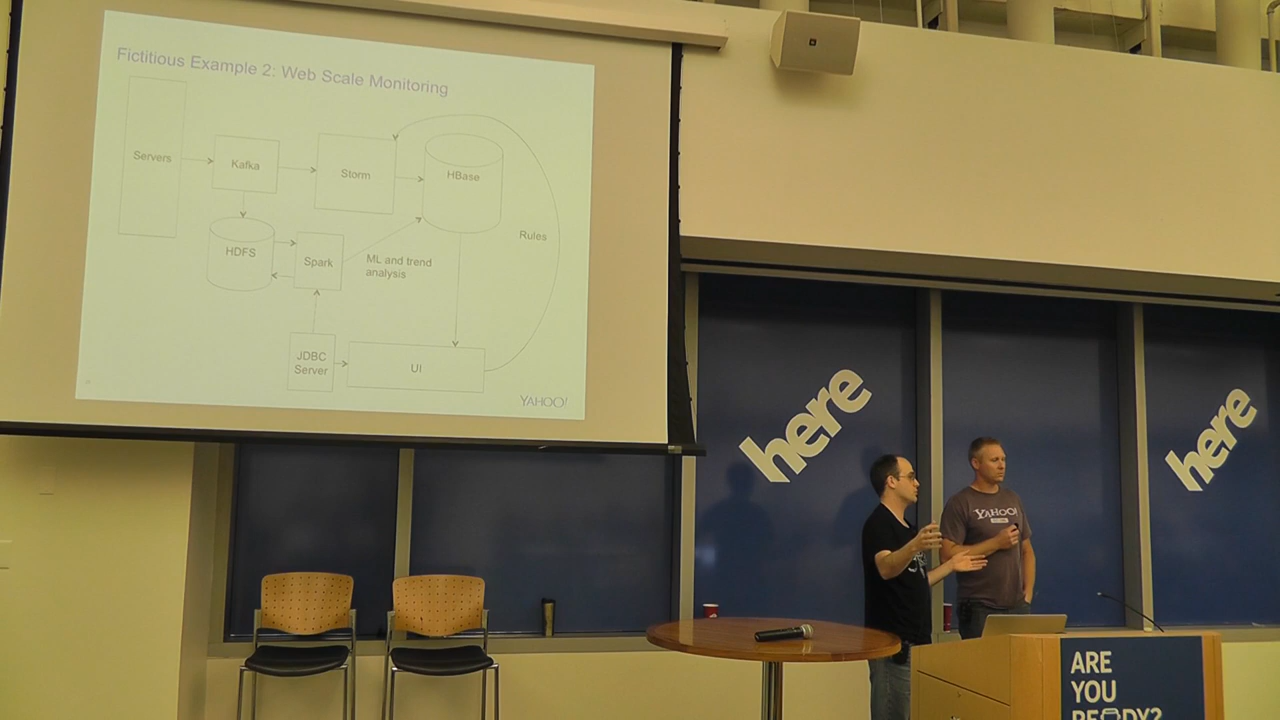 Fictitious Example 2: Web Scale Monitoring
Servers
Kafka
Storm
HBase
HDFS
Spark
ML and trend
analysis
Rules
JDBC
Server
UI
YAHOO!
here
here
YAHOO!
ARE
YOU
READY?